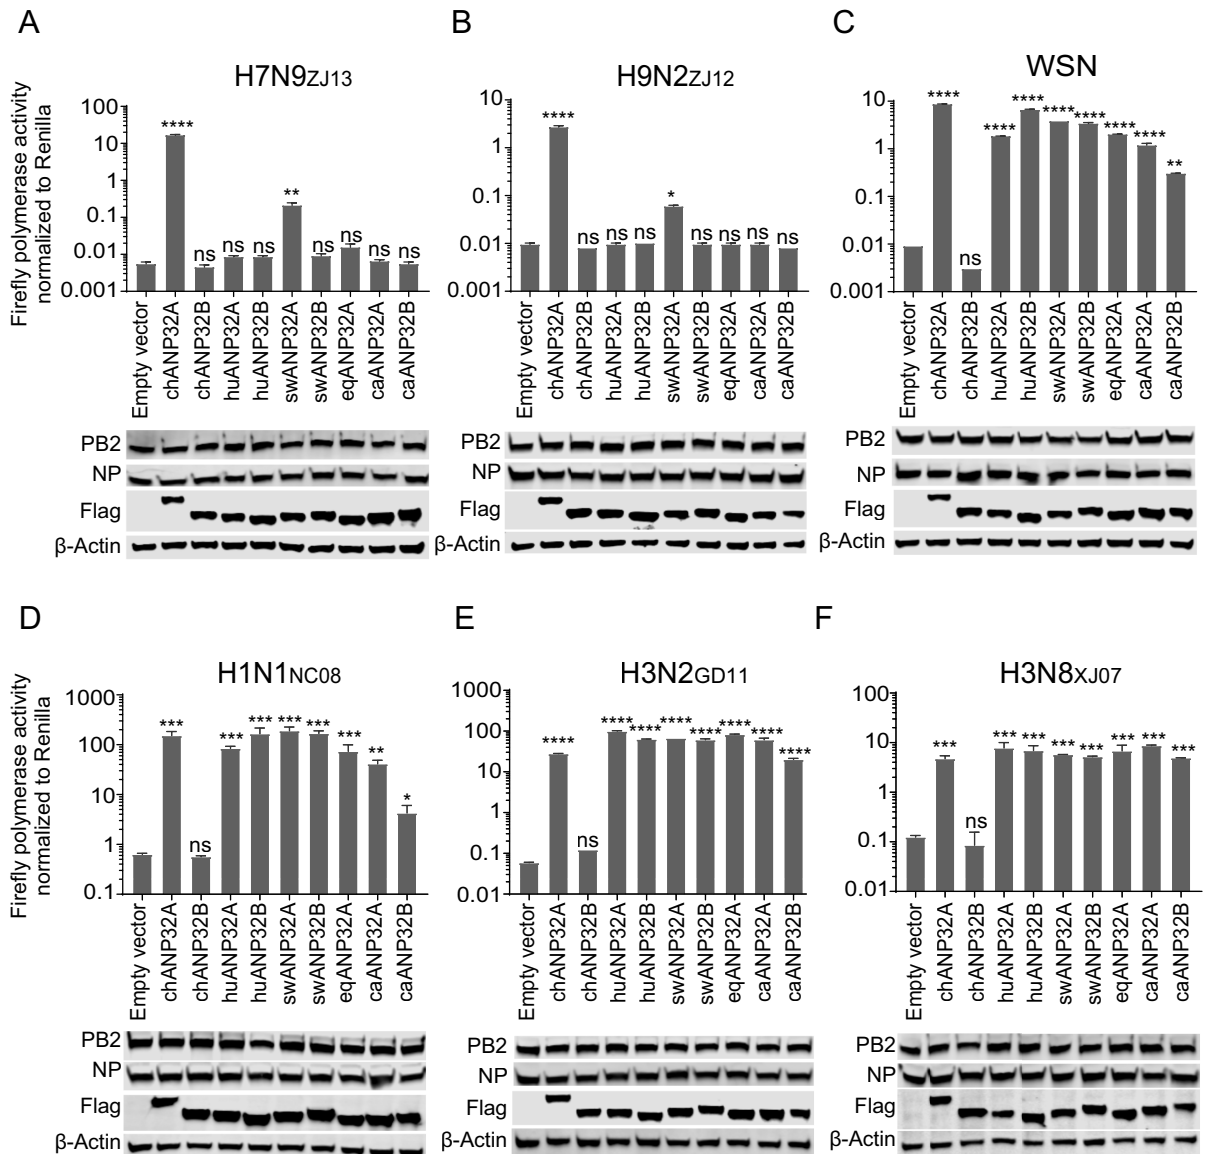 A
H7N9ZJ13
Firefly polymerase activity
normalized to Renilla
100
10
1
0.1
0.01
0.001
****
ns
ns
ns
**
ns
ns
ns
ns
Empty vector
chANP32A
chANP32B
huANP32A
huANP32B
swANP32A
swANP32B
eqANP32A
caANP32A
caANP32B
PB2
NP
Flag
β-Actin
B
H9N2ZJ12
10
1
0.1
0.01
0.001
****
ns
ns
ns
*
ns
ns
ns
ns
Empty vector
chANP32A
chANP32B
huANP32A
huANP32B
swANP32A
swANP32B
eqANP32A
caANP32A
caANP32B
PB2
NP
Flag
β-Actin
C
WSN
10
1
0.1
0.01
0.001
****
ns
****
****
****
****
****
****
**
Empty vector
chANP32A
chANP32B
huANP32A
huANP32B
swANP32A
swANP32B
eqANP32A
caANP32A
caANP32B
PB2
NP
Flag
β-Actin
D
H1N1NC08
Firefly polymerase activity
normalized to Renilla
1000
100
10
1
0.1
***
ns
***
***
***
***
***
**
*
Empty vector
chANP32A
chANP32B
huANP32A
huANP32B
swANP32A
swANP32B
eqANP32A
caANP32A
caANP32B
PB2
NP
Flag
β-Actin
E
H3N2GD11
1000
100
10
1
0.1
0.01
****
ns
****
****
****
****
****
****
****
Empty vector
chANP32A
chANP32B
huANP32A
huANP32B
swANP32A
swANP32B
eqANP32A
caANP32A
caANP32B
PB2
NP
Flag
β-Actin
F
H3N8XJ07
100
10
1
0.1
0.01
***
ns
***
***
***
***
***
***
***
Empty vector
chANP32A
chANP32B
huANP32A
huANP32B
swANP32A
swANP32B
eqANP32A
caANP32A
caANP32B
PB2
NP
Flag
β-Actin